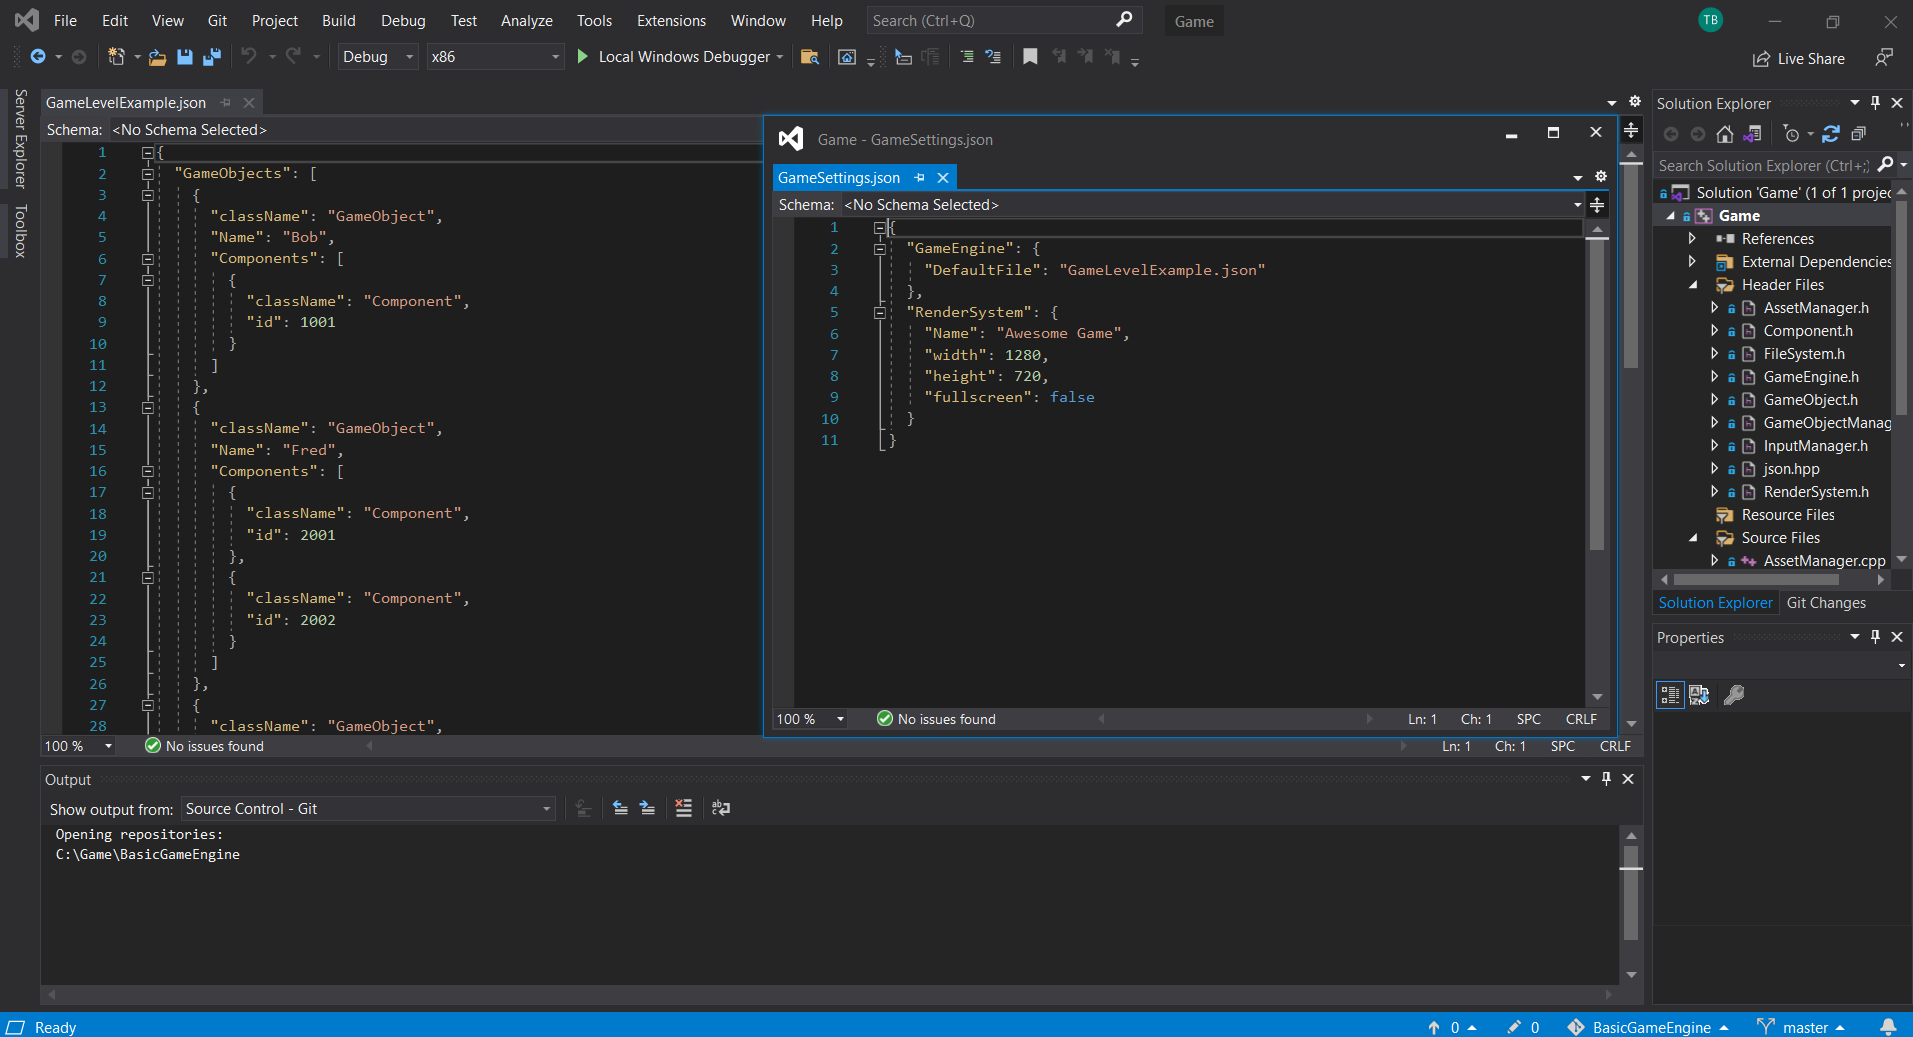 File Edit View Git Project Build Debug Test Analyze Tools Extensions Window Help Search (Ctrl+Q) Game TB
Debug x86 Local Windows Debugger Live Share
Server Explorer
Toolbox
GameLevelExample.json
Schema: <No Schema Selected>
1 {
2 "GameObjects": [
3 {
4 "className": "GameObject",
5 "Name": "Bob",
6 "Components": [
7 {
8 "className": "Component",
9 "id": 1001
10 }
11 ]
12 },
13 {
14 "className": "GameObject",
15 "Name": "Fred",
16 "Components": [
17 {
18 "className": "Component",
19 "id": 2001
20 },
21 {
22 "className": "Component",
23 "id": 2002
24 }
25 ]
26 },
27 {
28 "className": "GameObject",
100 % No issues found Ln: 1 Ch: 1 SPC CRLF
Game - GameSettings.json
GameSettings.json
Schema: <No Schema Selected>
1 {
2 "GameEngine": {
3 "DefaultFile": "GameLevelExample.json"
4 },
5 "RenderSystem": {
6 "Name": "Awesome Game",
7 "width": 1280,
8 "height": 720,
9 "fullscreen": false
10 }
11 }
100 % No issues found Ln: 1 Ch: 1 SPC CRLF
Solution Explorer
Search Solution Explorer (Ctrl+;)
Solution 'Game' (1 of 1 projec
Game
References
External Dependencies
Header Files
AssetManager.h
Component.h
FileSystem.h
GameEngine.h
GameObject.h
GameObjectManag
InputManager.h
json.hpp
RenderSystem.h
Resource Files
Source Files
AssetManager.cpp
Solution Explorer Git Changes
Properties
Output
Show output from: Source Control - Git
Opening repositories:
C:\Game\BasicGameEngine
Ready 0 0 BasicGameEngine master